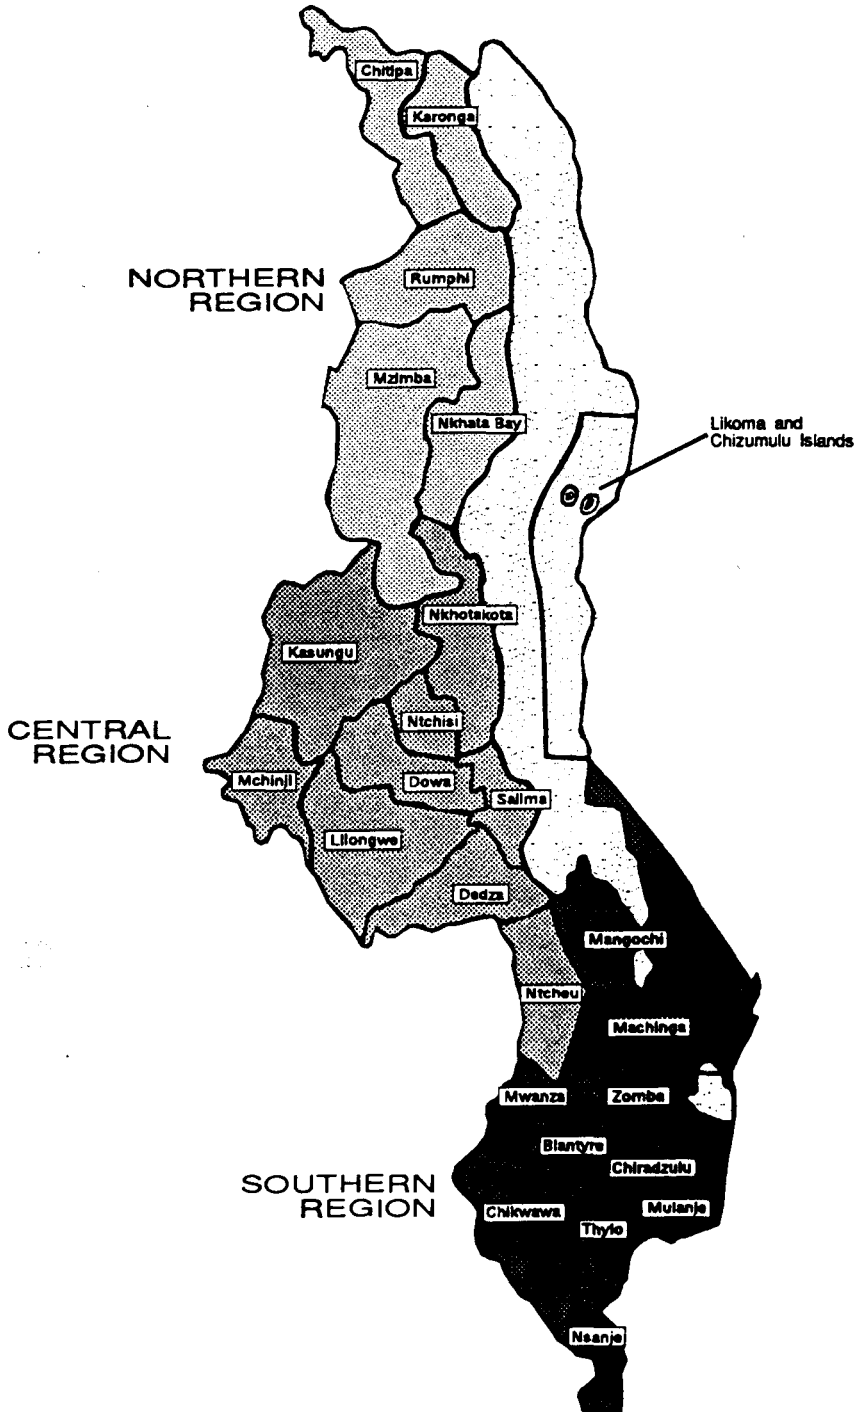 Chitipa
Karonga
NORTHERN
REGION
Rumphi
Mzimba
Nkhata Bay
Likoma and
Chizumulu Islands
Nkhotakota
Kasungu
CENTRAL
REGION
Ntchisi
Mchinji
Dowa
Salima
Lilongwe
Dedza
Mangochi
Ntcheu
Machinga
Mwanza
Zomba
Blantyre
Chiradzulu
SOUTHERN
REGION
Chikwawa
Mulanje
Thylo
Nsanje